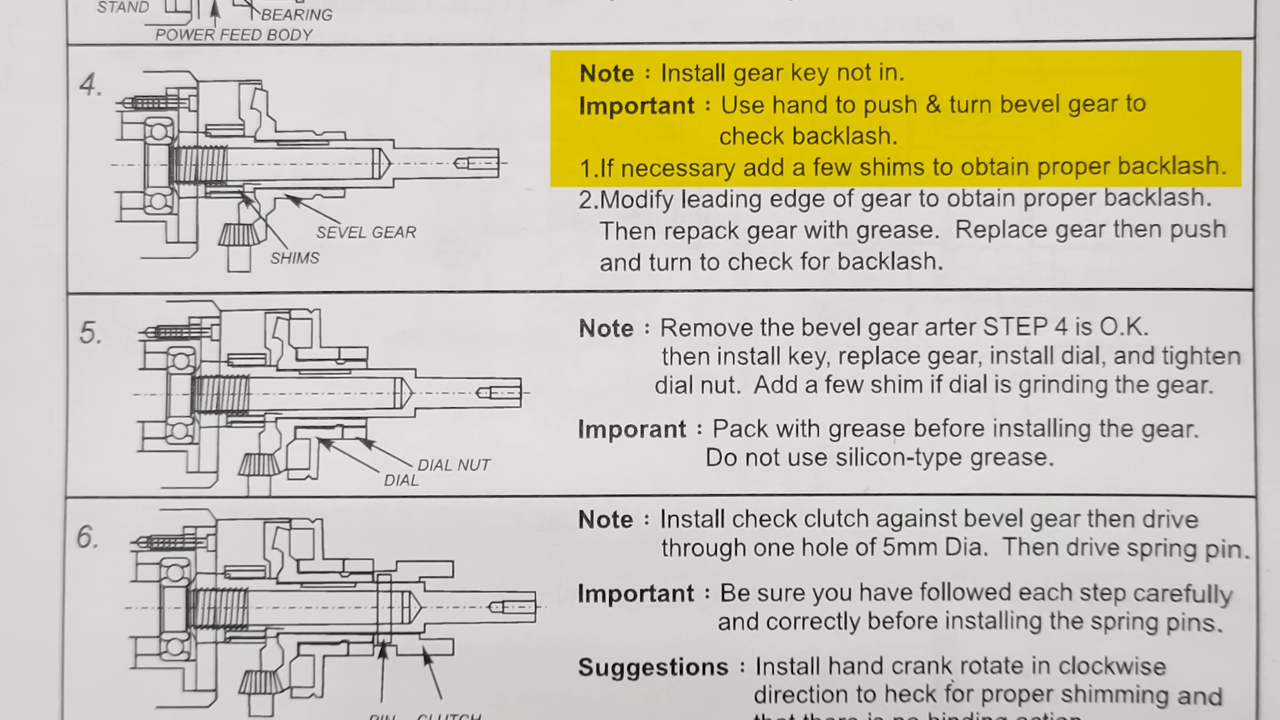 STAND
BEARING
POWER FEED BODY
4.
Note : Install gear key not in.
Important : Use hand to push & turn bevel gear to
check backlash.
1.If necessary add a few shims to obtain proper backlash.
2.Modify leading edge of gear to obtain proper backlash.
Then repack gear with grease. Replace gear then push
and turn to check for backlash.
SEVEL GEAR
SHIMS
5.
Note : Remove the bevel gear arter STEP 4 is O.K.
then install key, replace gear, install dial, and tighten
dial nut. Add a few shim if dial is grinding the gear.
Imporant : Pack with grease before installing the gear.
Do not use silicon-type grease.
DIAL NUT
DIAL
6.
Note : Install check clutch against bevel gear then drive
through one hole of 5mm Dia. Then drive spring pin.
Important : Be sure you have followed each step carefully
and correctly before installing the spring pins.
Suggestions : Install hand crank rotate in clockwise
direction to heck for proper shimming and
that there is no binding action
PIN CLUTCH